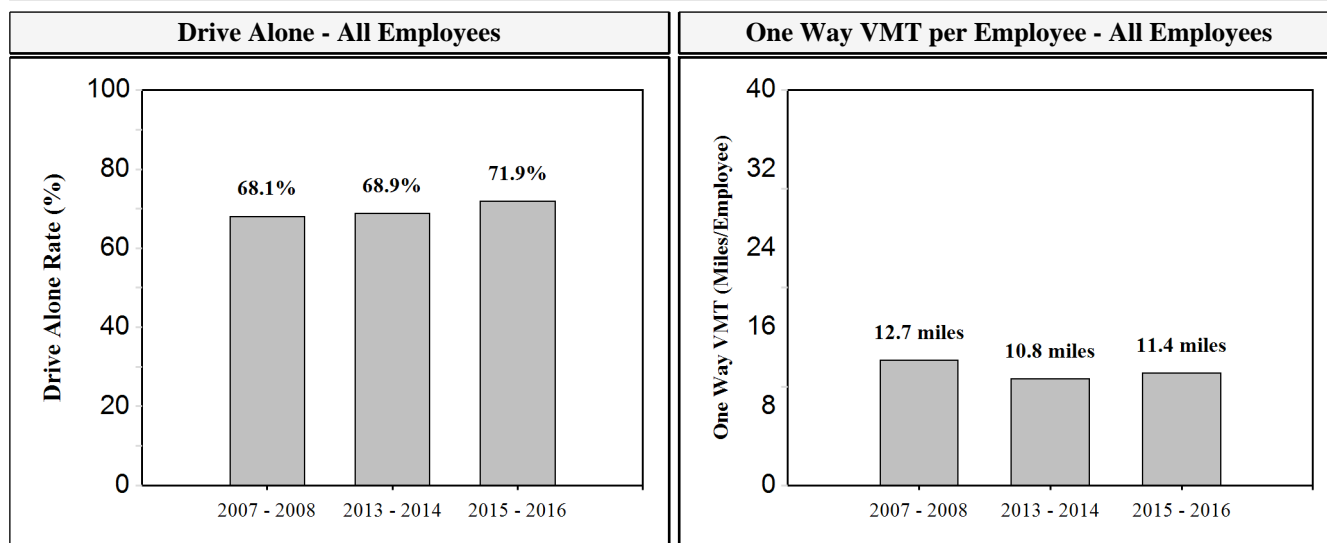 Drive Alone - All Employees
Drive Alone Rate (%)
100
80
60
40
20
0
68.1%
68.9%
71.9%
2007 - 2008
2013 - 2014
2015 - 2016
One Way VMT per Employee - All Employees
One Way VMT (Miles/Employee)
40
32
24
16
8
0
12.7 miles
10.8 miles
11.4 miles
2007 - 2008
2013 - 2014
2015 - 2016